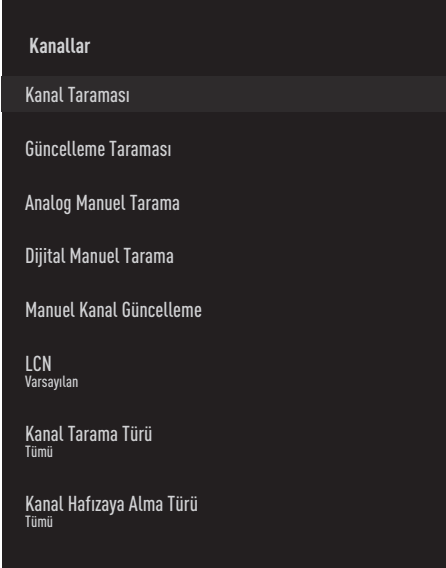 Kanallar
Kanal Taraması
Güncelleme Taraması
Analog Manuel Tarama
Dijital Manuel Tarama
Manuel Kanal Güncelleme
LCN
Varsayılan
Kanal Tarama Türü
Tümü
Kanal Hafızaya Alma Türü
Tümü